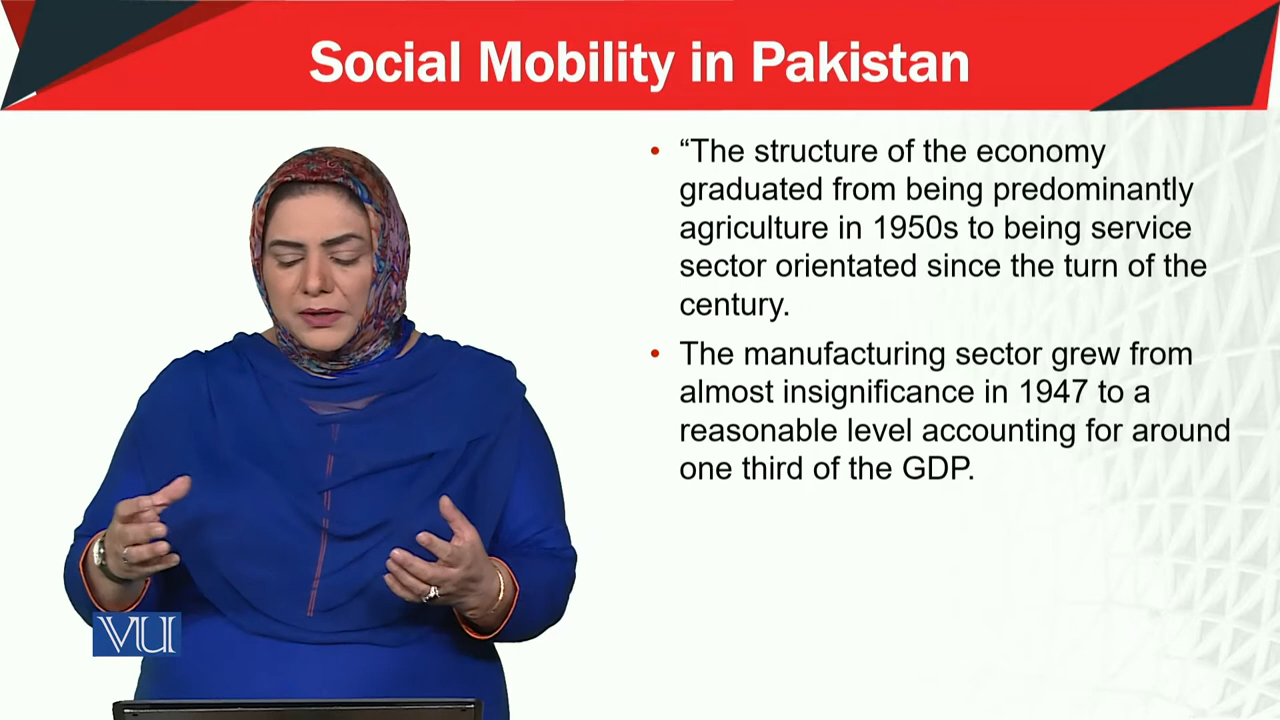 Social Mobility in Pakistan
• “The structure of the economy
graduated from being predominantly
agriculture in 1950s to being service
sector orientated since the turn of the
century.
• The manufacturing sector grew from
almost insignificance in 1947 to a
reasonable level accounting for around
one third of the GDP.
VU